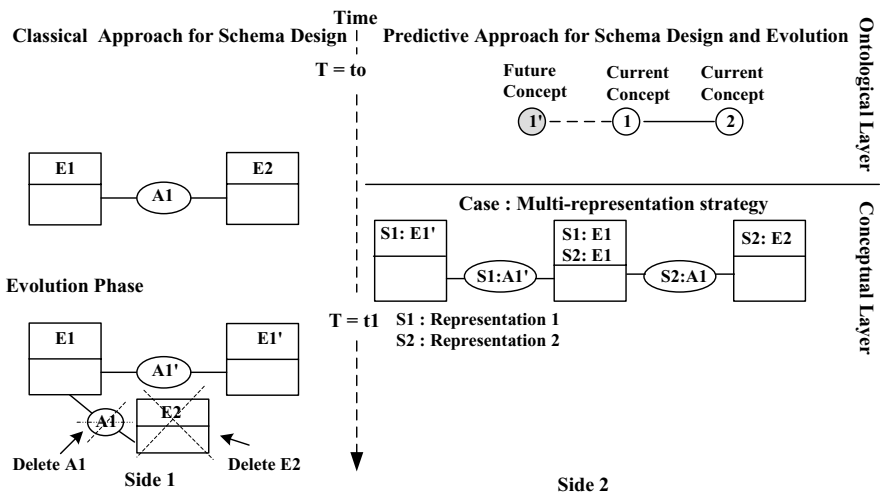 Time
Classical Approach for Schema Design
Predictive Approach for Schema Design and Evolution
T = to
Future
Concept
Current
Concept
Current
Concept
1'
1
2
Ontological Layer
E1
A1
E2
Case : Multi-representation strategy
S1: E1'
S1:A1'
S1: E1
S2: E1
S2:A1
S2: E2
Conceptual Layer
Evolution Phase
T = t1
S1 : Representation 1
S2 : Representation 2
E1
A1'
E1'
A1
E2
Delete A1
Delete E2
Side 1
Side 2